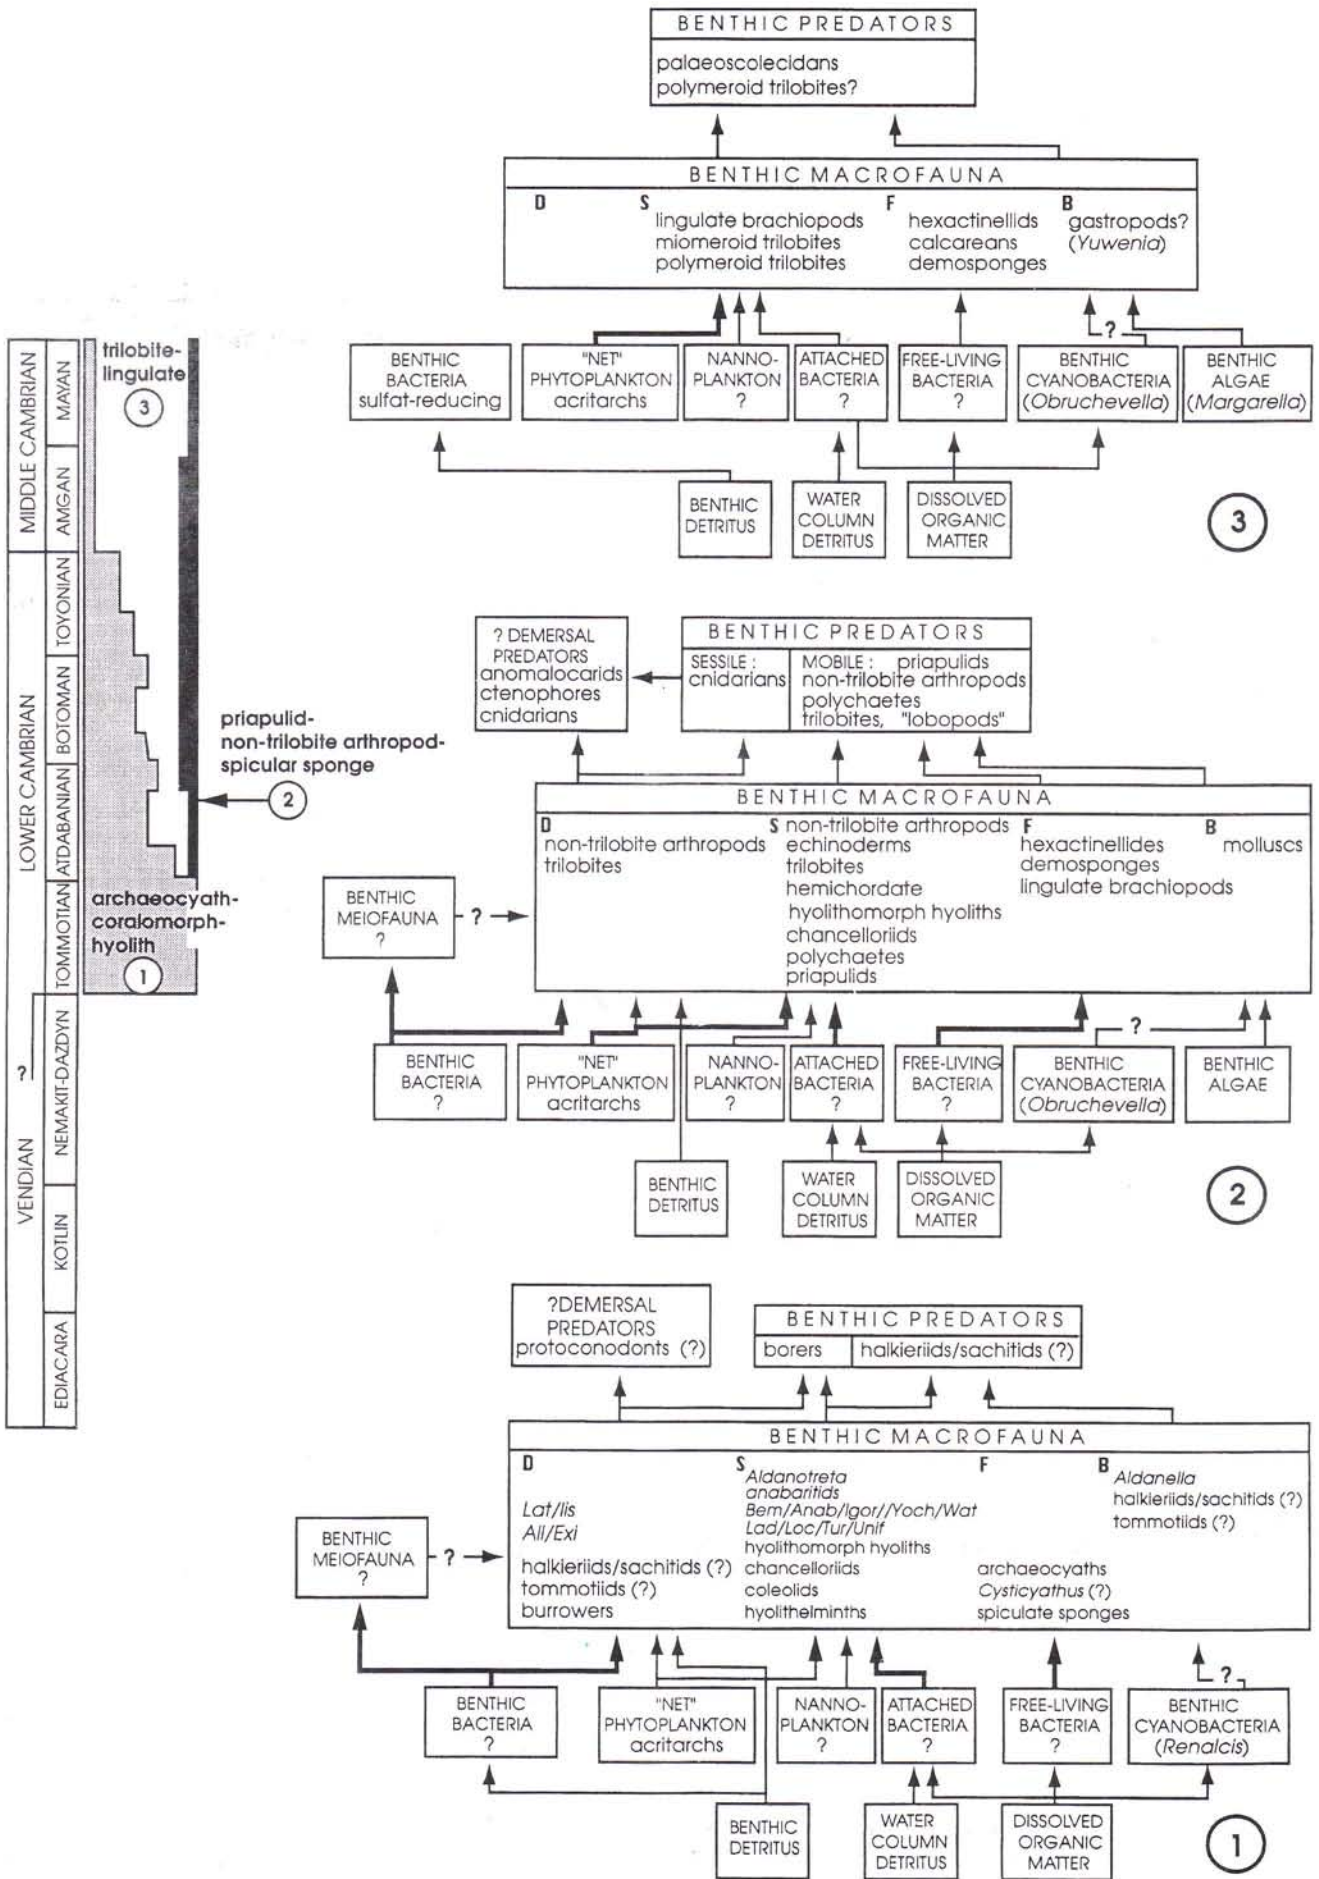 BENTHIC PREDATORS
palaeoscolecidans
polymeroid trilobites?
BENTHIC MACROFAUNA
D S F B
lingulate brachiopods hexactinellids gastropods?
miomeroid trilobites calcareans (Yuwenia)
polymeroid trilobites demosponges
?
BENTHIC
BACTERIA
sulfat-reducing
"NET"
PHYTOPLANKTON
acritarchs
NANNO-
PLANKTON
?
ATTACHED
BACTERIA
?
FREE-LIVING
BACTERIA
?
BENTHIC
CYANOBACTERIA
(Obruchevella)
BENTHIC
ALGAE
(Margarella)
BENTHIC
DETRITUS
WATER
COLUMN
DETRITUS
DISSOLVED
ORGANIC
MATTER
3
MIDDLE CAMBRIAN
MAYAN
AMGAN
LOWER CAMBRIAN
TOYONIAN
BOTOMAN
ATDABANIAN
TOMMOTIAN
?
VENDIAN
NEMAKIT-DAZDYN
KOTLIN
EDIACARA
trilobite-
lingulate
3
priapulid-
non-trilobite arthropod-
spicular sponge
2
archaeocyath-
coralomorph-
hyolith
1
? DEMERSAL
PREDATORS
anomalocarids
ctenophores
cnidarians
BENTHIC PREDATORS
SESSILE :
cnidarians
MOBILE : priapulids
non-trilobite arthropods
polychaetes
trilobites, "lobopods"
BENTHIC MACROFAUNA
D
non-trilobite arthropods
trilobites
S
non-trilobite arthropods
echinoderms
trilobites
hemichordate
hyolithomorph hyoliths
chancelloriids
polychaetes
priapulids
F
hexactinellides
demosponges
lingulate brachiopods
B
molluscs
BENTHIC
MEIOFAUNA
?
?
?
BENTHIC
BACTERIA
?
"NET"
PHYTOPLANKTON
acritarchs
NANNO-
PLANKTON
?
ATTACHED
BACTERIA
?
FREE-LIVING
BACTERIA
?
BENTHIC
CYANOBACTERIA
(Obruchevella)
BENTHIC
ALGAE
BENTHIC
DETRITUS
WATER
COLUMN
DETRITUS
DISSOLVED
ORGANIC
MATTER
2
?DEMERSAL
PREDATORS
protoconodonts (?)
BENTHIC PREDATORS
borers
halkieriids/sachitids (?)
BENTHIC MACROFAUNA
D
Lat/Iis
All/Exi
halkieriids/sachitids (?)
tommotiids (?)
burrowers
S
Aldanotreta
anabaritids
Bem/Anab/Igor//Yoch/Wat
Lad/Loc/Tur/Unif
hyolithomorph hyoliths
chancelloriids
coleolids
hyolithelminths
F
archaeocyaths
Cysticyathus (?)
spiculate sponges
B
Aldanella
halkieriids/sachitids (?)
tommotiids (?)
BENTHIC
MEIOFAUNA
?
?
?
BENTHIC
BACTERIA
?
"NET"
PHYTOPLANKTON
acritarchs
NANNO-
PLANKTON
?
ATTACHED
BACTERIA
?
FREE-LIVING
BACTERIA
?
BENTHIC
CYANOBACTERIA
(Renalcis)
BENTHIC
DETRITUS
WATER
COLUMN
DETRITUS
DISSOLVED
ORGANIC
MATTER
1